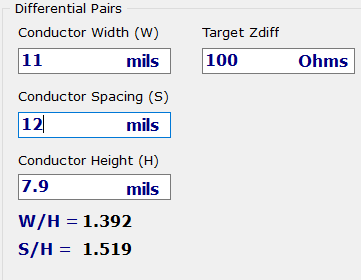 Differential Pairs
Conductor Width (W) Target Zdiff
11 mils 100 Ohms
Conductor Spacing (S)
12 mils
Conductor Height (H)
7.9 mils
W/H = 1.392
S/H = 1.519